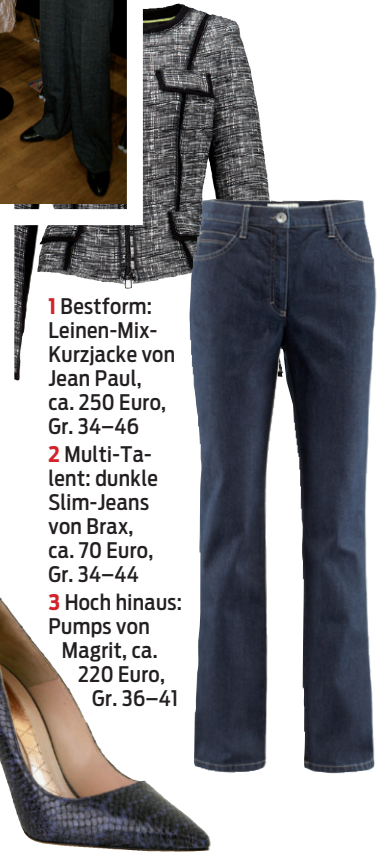 1 Bestform:
Leinen-Mix-
Kurzjacke von
Jean Paul,
ca. 250 Euro,
Gr. 34–46
2 Multi-Ta-
lent: dunkle
Slim-Jeans
von Brax,
ca. 70 Euro,
Gr. 34–44
3 Hoch hinaus:
Pumps von
Magrit, ca.
220 Euro,
Gr. 36–41